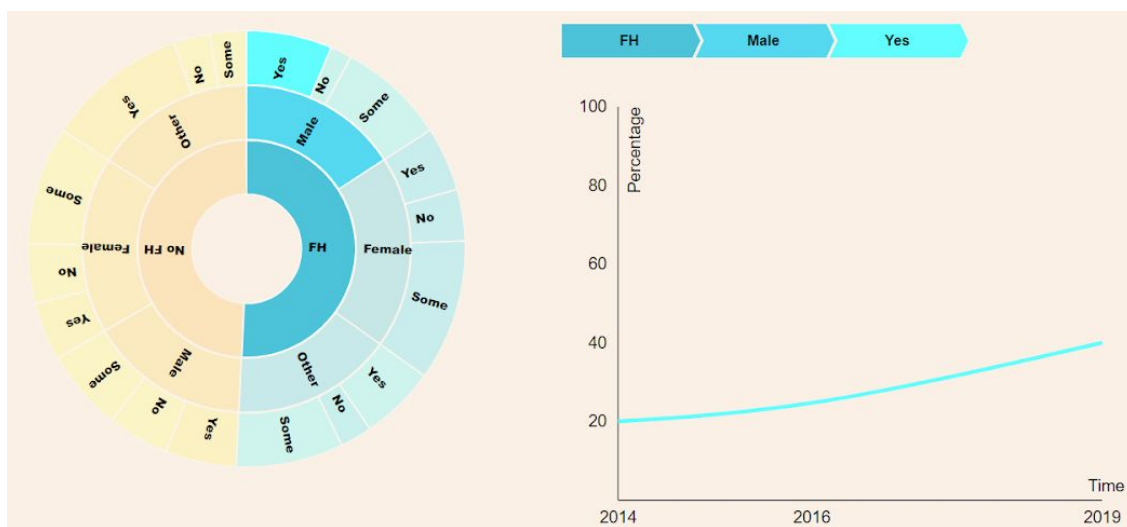 FH
Male
Yes
Yes
No
Some
Male
FH
Yes
No
Female
Some
Other
Yes
No
Some
No FH
Male
Yes
No
Some
Female
Yes
No
Some
Other
Yes
No
Some
100
Percentage
80
60
40
20
Time
2014
2016
2019